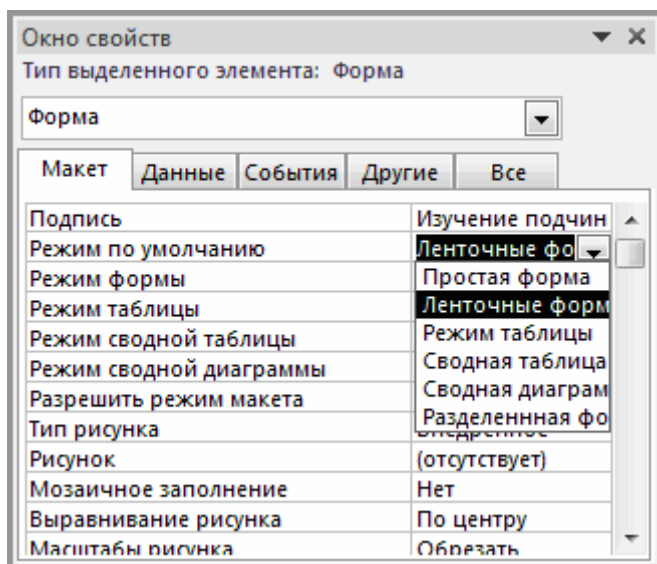 Окно свойств
Тип выделенного элемента: Форма
Форма
Макет Данные События Другие Все
Подпись Изучение подчин
Режим по умолчанию Ленточные фо
Режим формы Простая форма
Режим таблицы Ленточные форм
Режим сводной таблицы Режим таблицы
Режим сводной диаграммы Сводная таблица
Разрешить режим макета Сводная диаграм
Тип рисунка Разделеннная фо
Рисунок (отсутствует)
Мозаичное заполнение Нет
Выравнивание рисунка По центру
Масштабы рисунка Обрезать